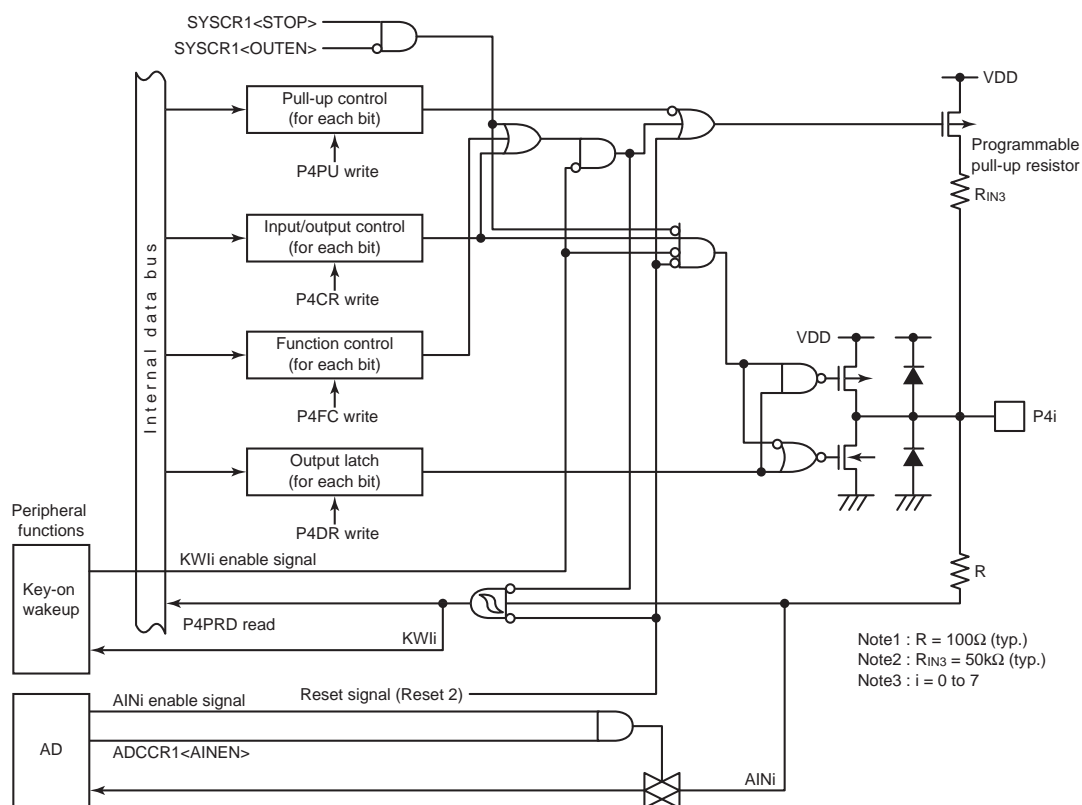 SYSCR1<STOP>
SYSCR1<OUTEN>
Internal data bus
Pull-up control
(for each bit)
P4PU write
VDD
Programmable
pull-up resistor
RIN3
Input/output control
(for each bit)
P4CR write
Function control
(for each bit)
P4FC write
VDD
P4i
Output latch
(for each bit)
P4DR write
Peripheral
functions
Key-on
wakeup
KWIi enable signal
P4PRD read
KWIi
R
Note1 : R = 100Ω (typ.)
Note2 : RIN3 = 50kΩ (typ.)
Note3 : i = 0 to 7
Reset signal (Reset 2)
AD
AINi enable signal
ADCCR1<AINEN>
AINi